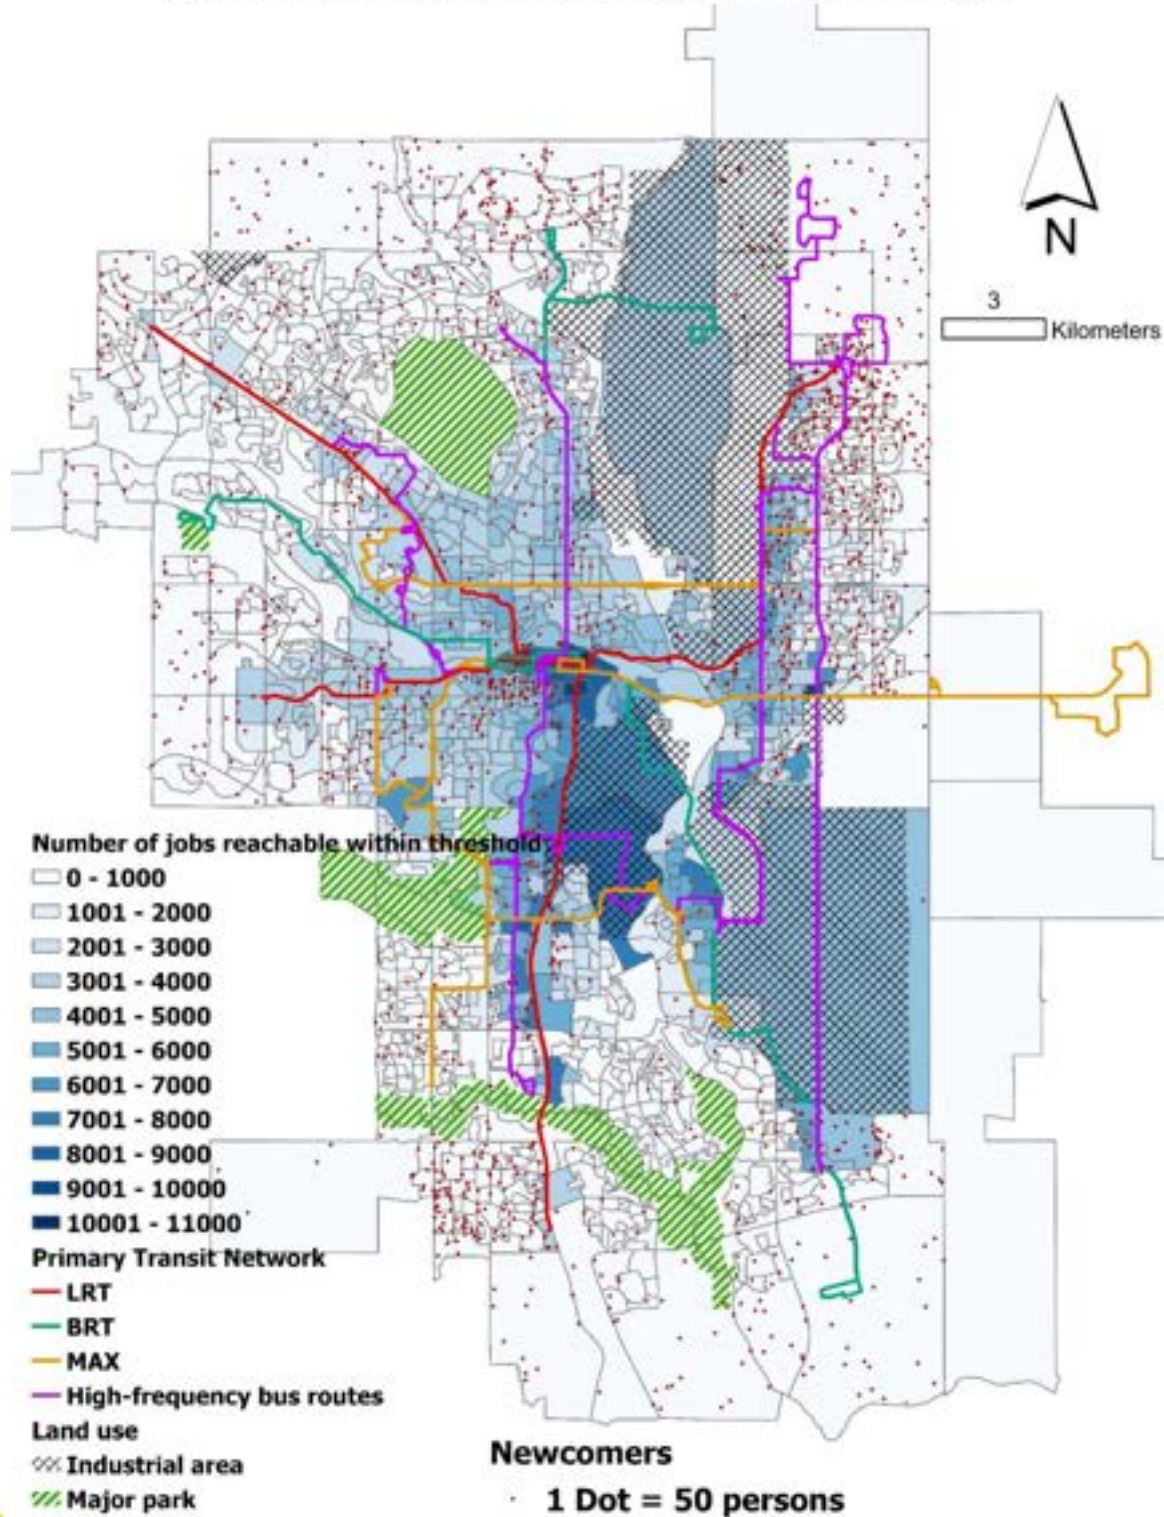 N
3
Kilometers
Number of jobs reachable within threshold
0 - 1000
1001 - 2000
2001 - 3000
3001 - 4000
4001 - 5000
5001 - 6000
6001 - 7000
7001 - 8000
8001 - 9000
9001 - 10000
10001 - 11000
Primary Transit Network
LRT
BRT
MAX
High-frequency bus routes
Land use
Industrial area
Major park
Newcomers
1 Dot = 50 persons